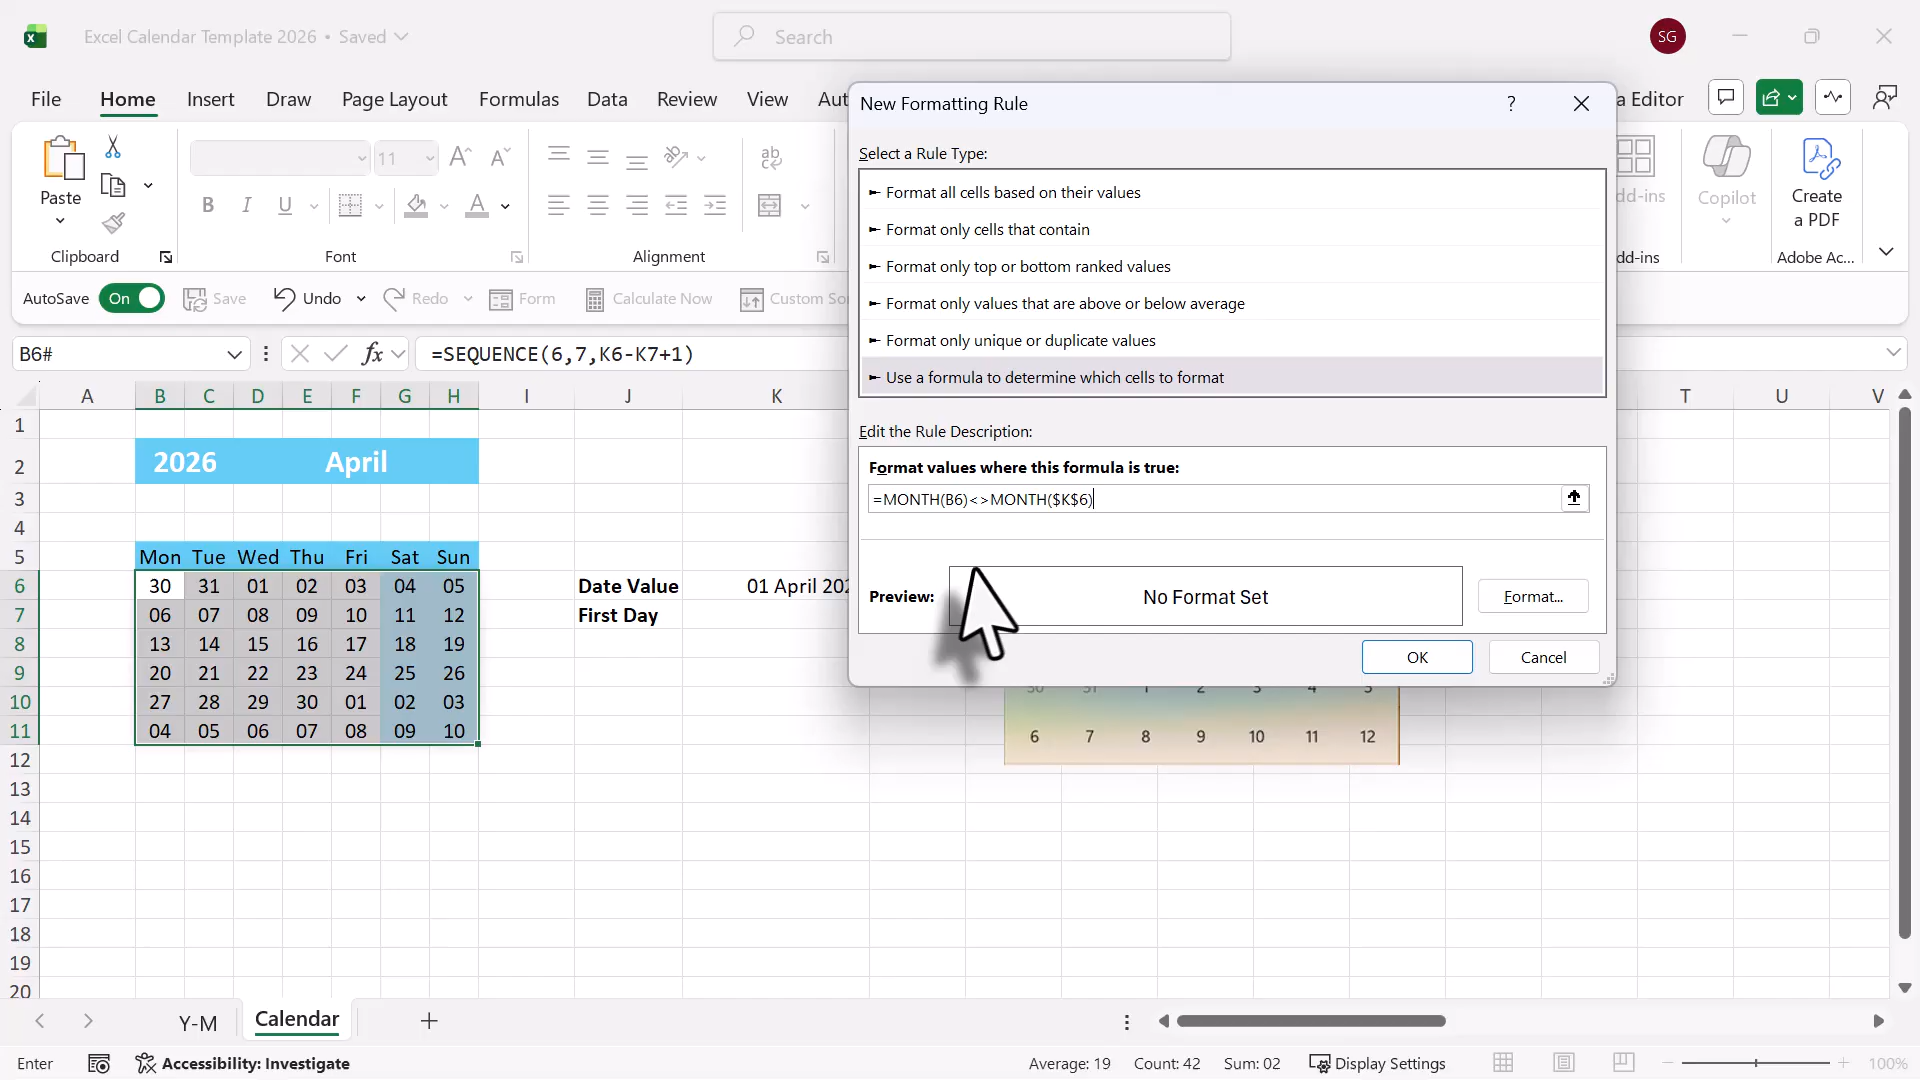 Excel Calendar Template 2026 • Saved
Search
SG
File Home Insert Draw Page Layout Formulas Data Review View Editor
Paste
Clipboard
11
B I U A
Font
ab
Alignment
Copilot
Create
a PDF
Adobe Ac...
AutoSave On Save Undo Redo Form Calculate Now Custom
B6# fx =SEQUENCE(6,7,K6-K7+1)
A B C D E F G H I J K T U V
1
2 2026 April
3
4
5 Mon Tue Wed Thu Fri Sat Sun
6 30 31 01 02 03 04 05 Date Value 01 April
7 06 07 08 09 10 11 12 First Day
8 13 14 15 16 17 18 19
9 20 21 22 23 24 25 26
10 27 28 29 30 01 02 03
11 04 05 06 07 08 09 10
12
13
14
15
16
17
18
19
20
New Formatting Rule ?
Select a Rule Type:
► Format all cells based on their values
► Format only cells that contain
► Format only top or bottom ranked values
► Format only values that are above or below average
► Format only unique or duplicate values
► Use a formula to determine which cells to format
Edit the Rule Description:
Format values where this formula is true:
=MONTH(B6)<>MONTH($K$6)
Preview: No Format Set Format...
OK Cancel
30 31 1 2 3 4 5
6 7 8 9 10 11 12
Y-M Calendar +
Enter Accessibility: Investigate Average: 19 Count: 42 Sum: 02 Display Settings 100%